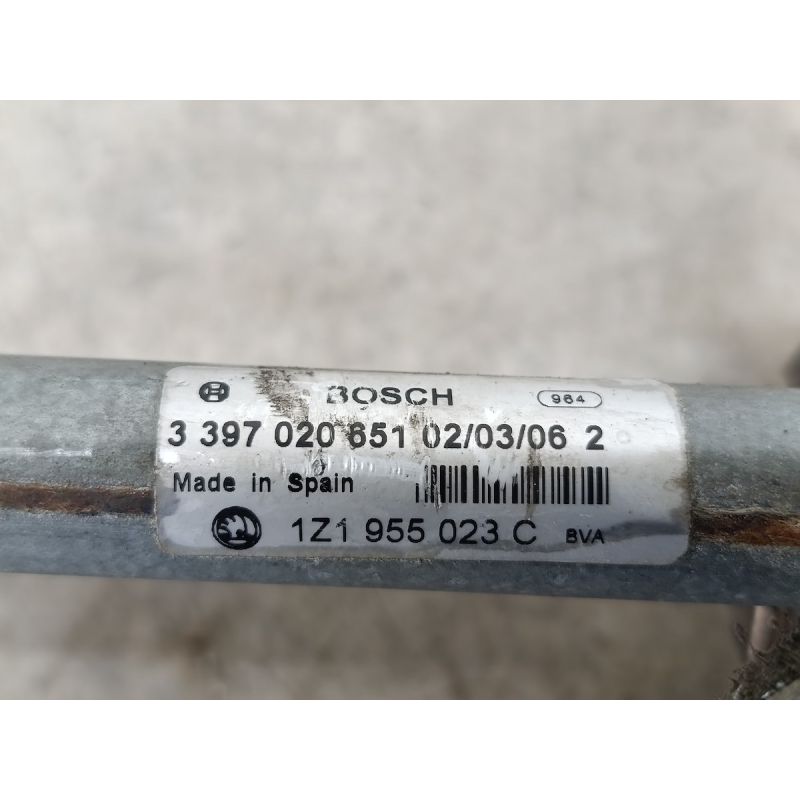 BOSCH 964
3 397 020 651 02/03/06 2
Made in Spain
1Z1 955 023 C BVA